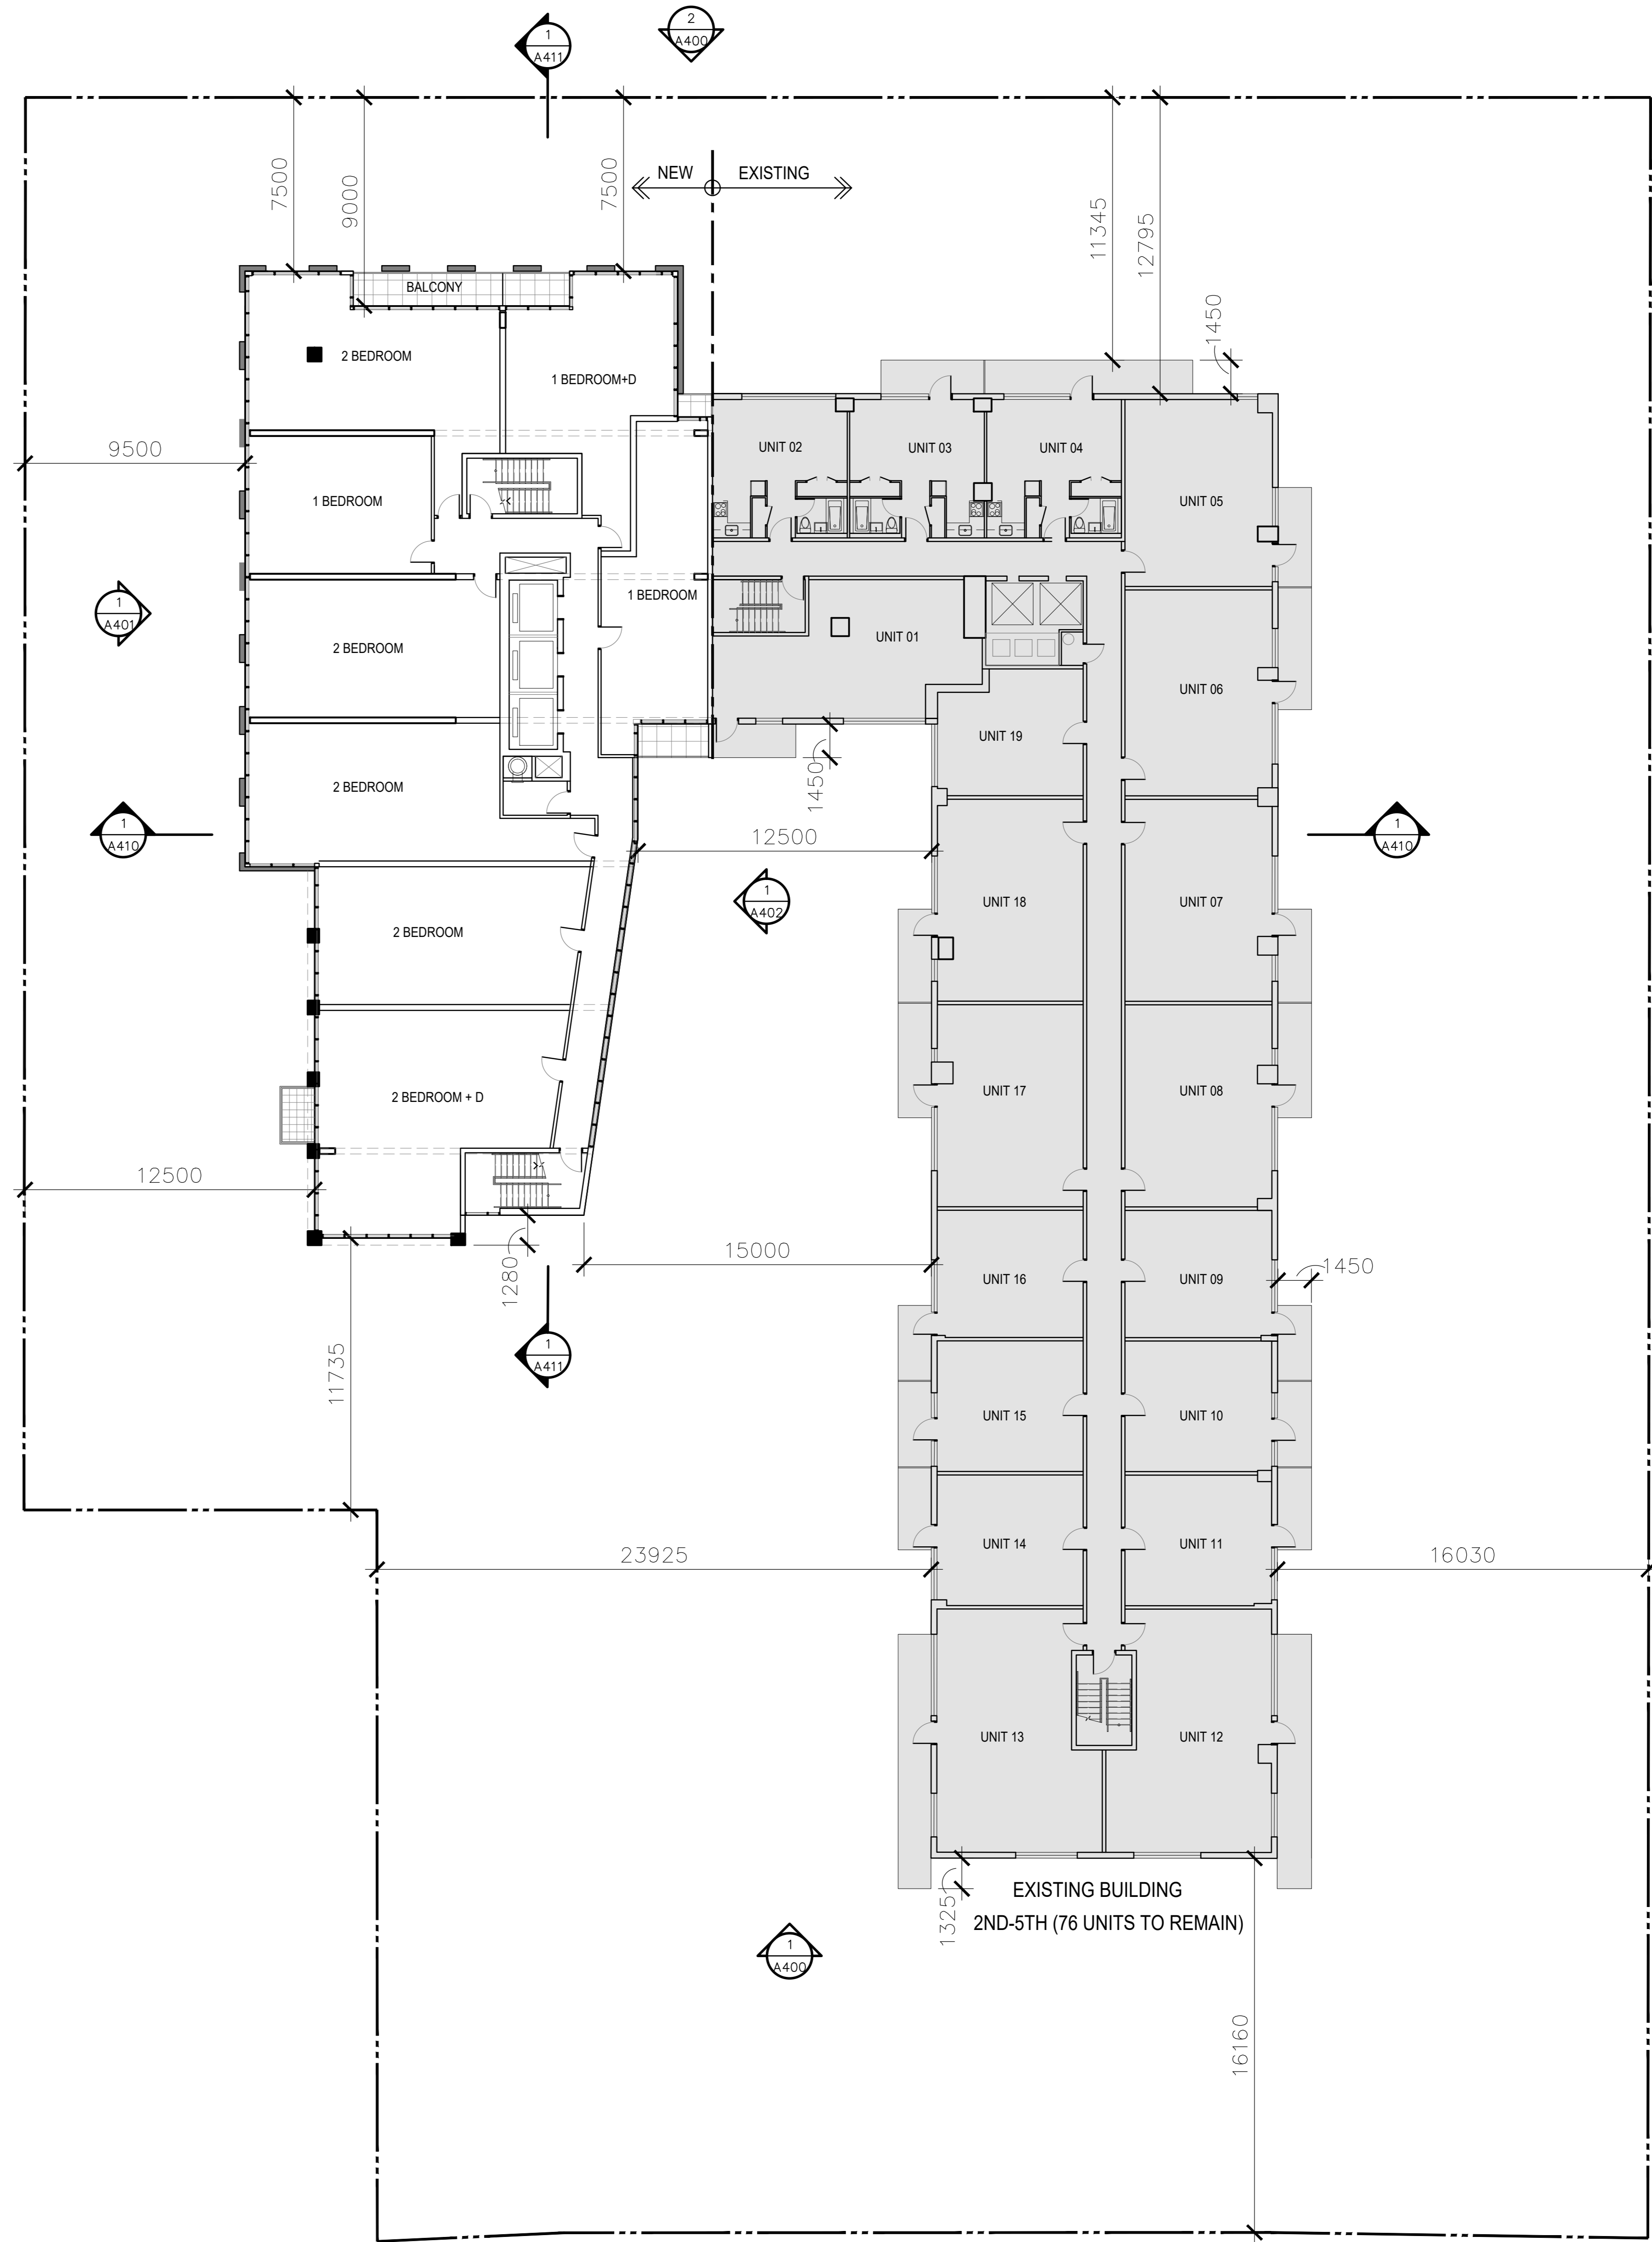 1
A411
2
A400
7500
9000
7500
NEW
EXISTING
11345
12795
1450
BALCONY
2 BEDROOM
1 BEDROOM+D
9500
UNIT 02
UNIT 03
UNIT 04
UNIT 05
1 BEDROOM
1
A401
1 BEDROOM
2 BEDROOM
UNIT 01
UNIT 06
UNIT 19
2 BEDROOM
1450
1
A410
12500
1
A410
1
A402
2 BEDROOM
UNIT 18
UNIT 07
2 BEDROOM + D
UNIT 17
UNIT 08
12500
1280
15000
UNIT 16
UNIT 09
1450
1
A411
11735
UNIT 15
UNIT 10
UNIT 14
UNIT 11
23925
16030
UNIT 13
UNIT 12
1325
EXISTING BUILDING
2ND-5TH (76 UNITS TO REMAIN)
1
A400
16160